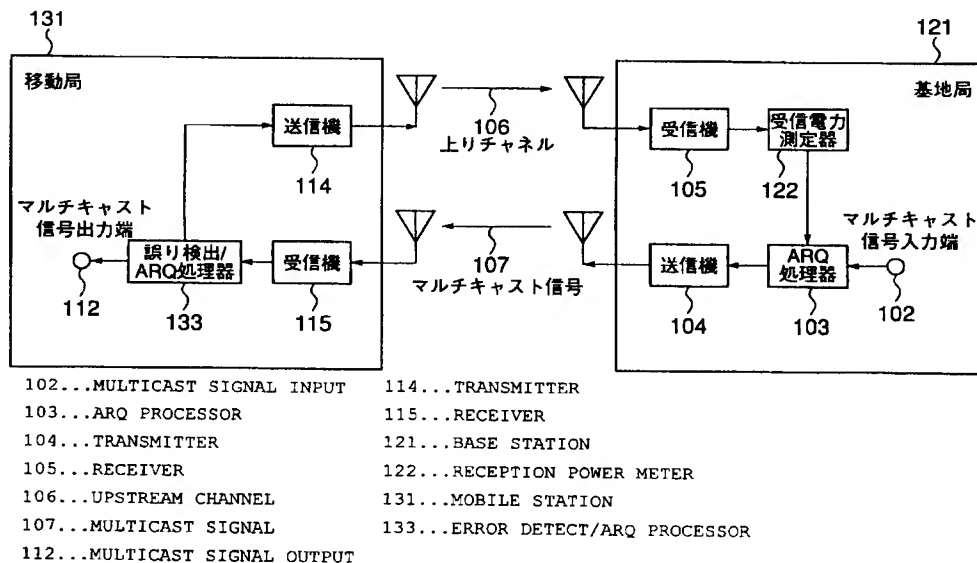 131
121
移動局
基地局
送信機
114
106
上りチャネル
受信機
105
受信電力
測定器
122
マルチキャスト
信号出力端
112
誤り検出/
ARQ処理器
133
受信機
115
107
マルチキャスト信号
送信機
104
ARQ
処理器
103
マルチキャスト
信号入力端
102
102...MULTICAST SIGNAL INPUT
103...ARQ PROCESSOR
104...TRANSMITTER
105...RECEIVER
106...UPSTREAM CHANNEL
107...MULTICAST SIGNAL
112...MULTICAST SIGNAL OUTPUT
114...TRANSMITTER
115...RECEIVER
121...BASE STATION
122...RECEPTION POWER METER
131...MOBILE STATION
133...ERROR DETECT/ARQ PROCESSOR